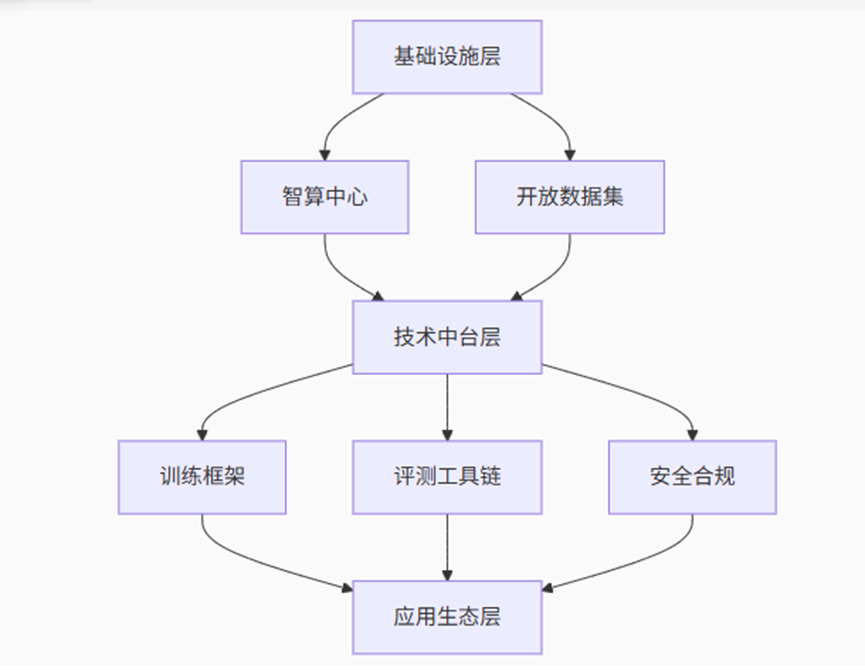 基础设施层
智算中心
开放数据集
技术中台层
训练框架
评测工具链
安全合规
应用生态层